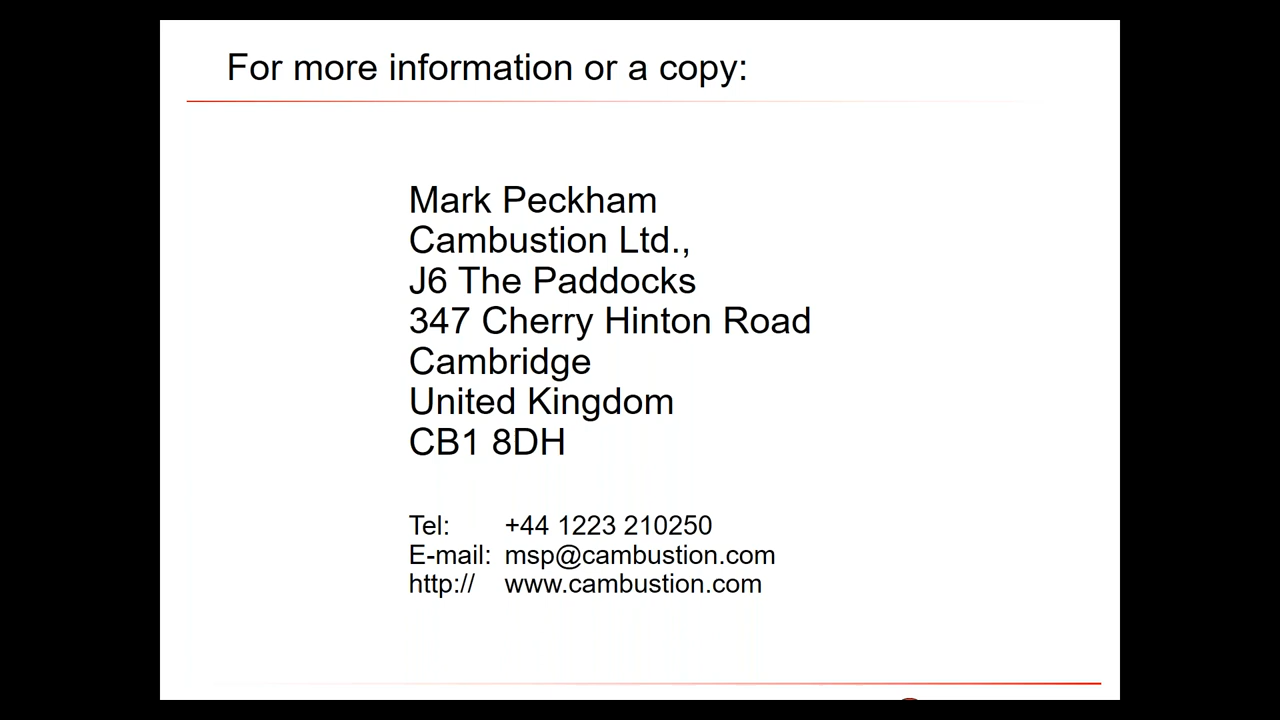 For more information or a copy:
Mark Peckham
Cambustion Ltd.,
J6 The Paddocks
347 Cherry Hinton Road
Cambridge
United Kingdom
CB1 8DH
Tel: +44 1223 210250
E-mail: msp@cambustion.com
http:// www.cambustion.com